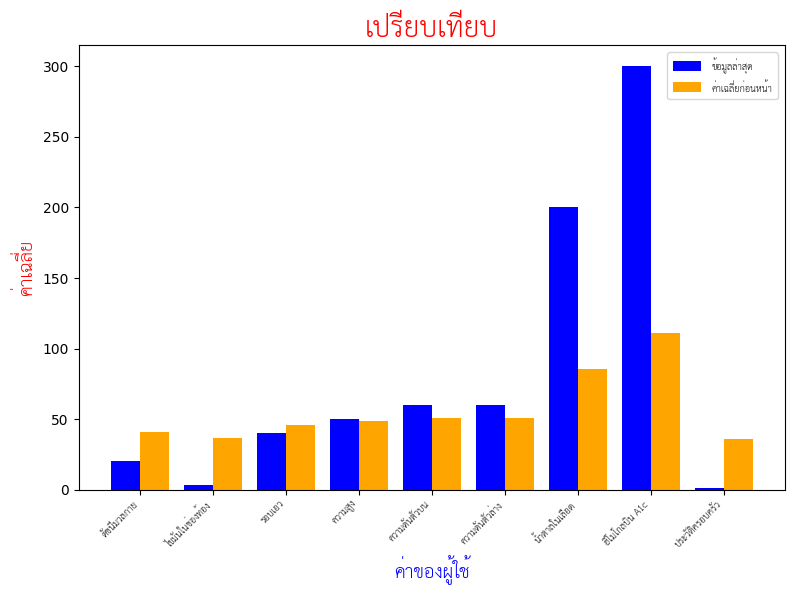 เปรียบเทียบ
ข้อมูลล่าสุด
ค่าเฉลี่ยก่อนหน้า
ค่าเฉลี่ย
300
250
200
150
100
50
0
ดัชนีมวลกาย
ไขมันในช่องท้อง
รอบเอว
ความสูง
ความดันตัวบน
ความดันตัวล่าง
น้ำตาลในเลือด
ฮีโมโกลบิน A1c
ประวัติครอบครัว
ค่าของผู้ใช้